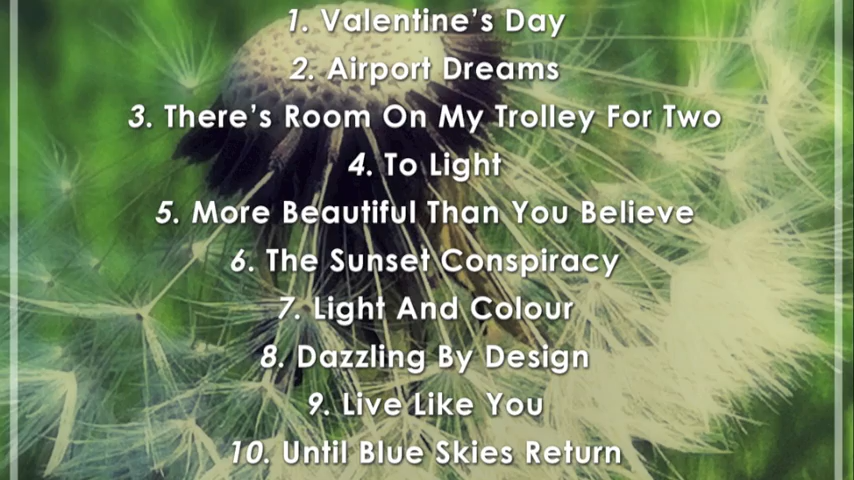 1. Valentine's Day
2. Airport Dreams
3. There's Room On My Trolley For Two
4. To Light
5. More Beautiful Than You Believe
6. The Sunset Conspiracy
7. Light And Colour
8. Dazzling By Design
9. Live Like You
10. Until Blue Skies Return